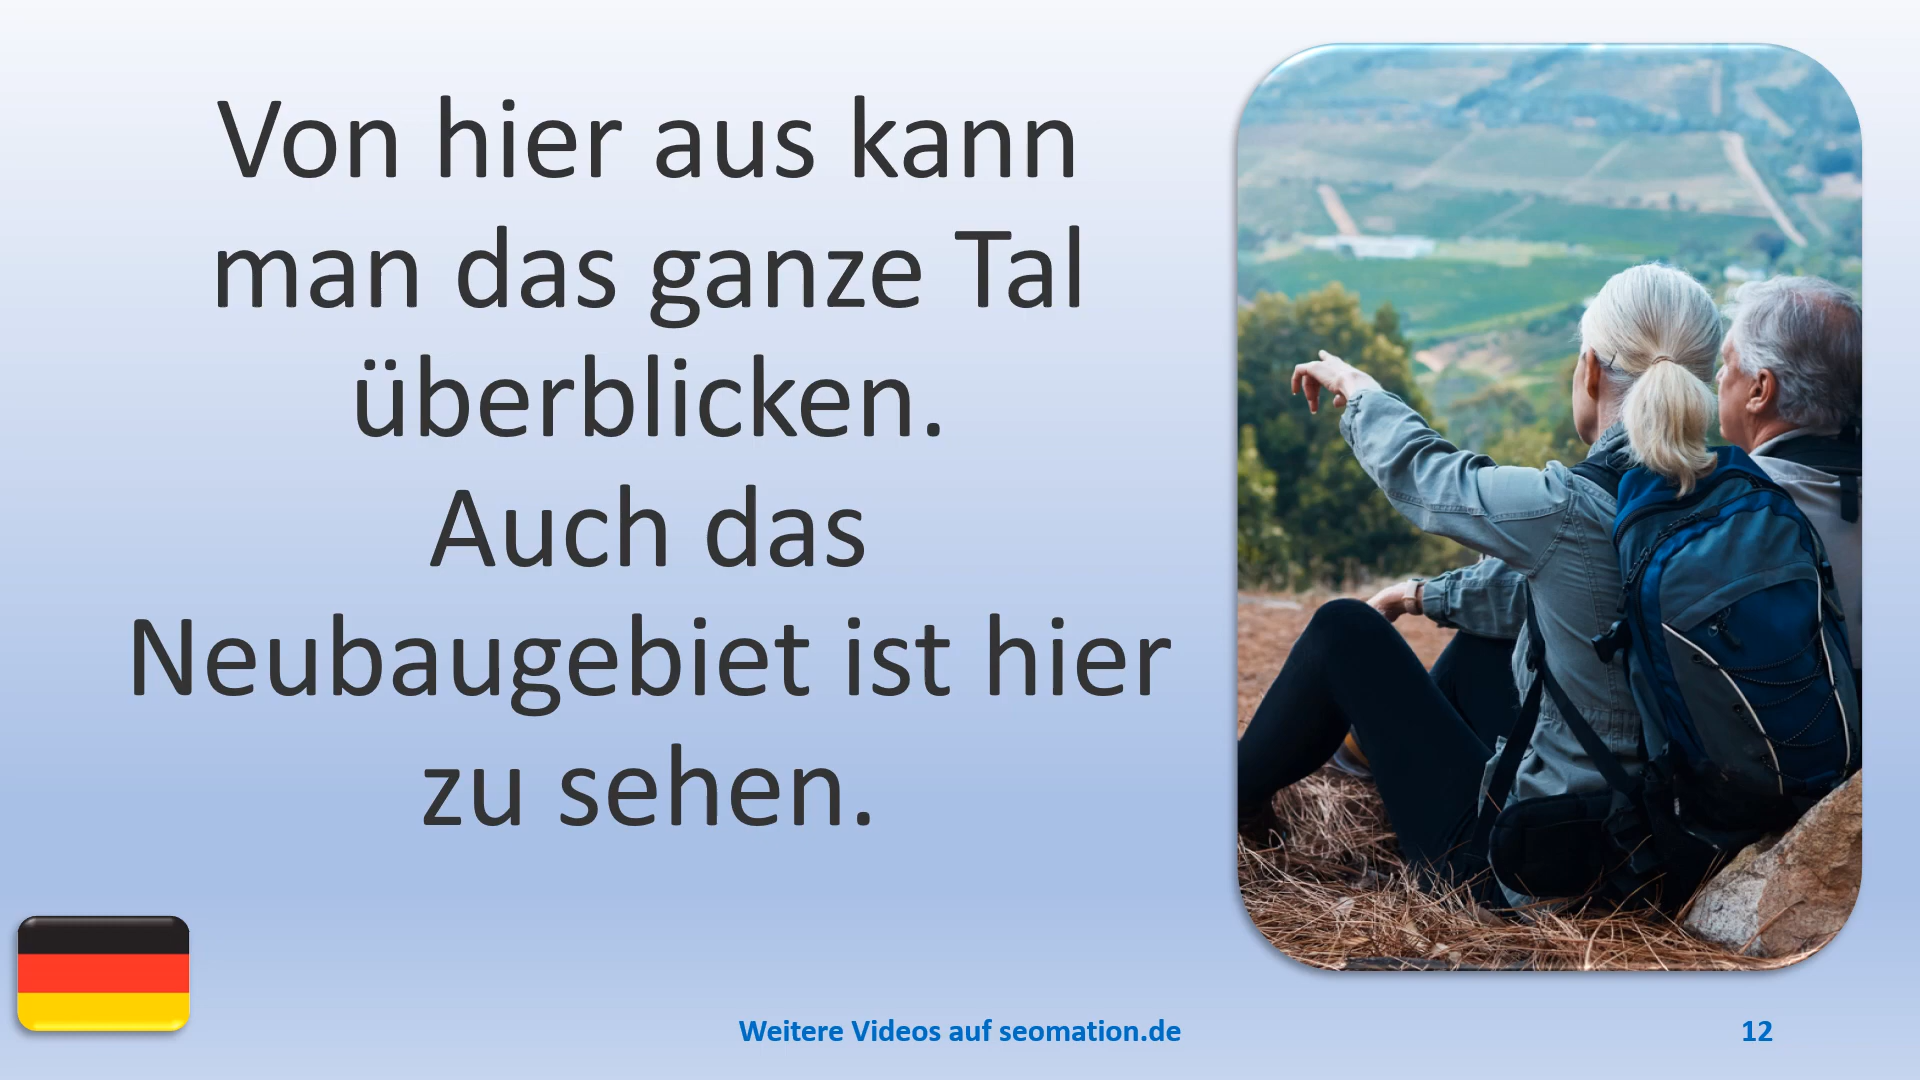 Von hier aus kann
man das ganze Tal
überblicken.
Auch das
Neubaugebiet ist hier
zu sehen.
Weitere Videos auf seomation.de
12